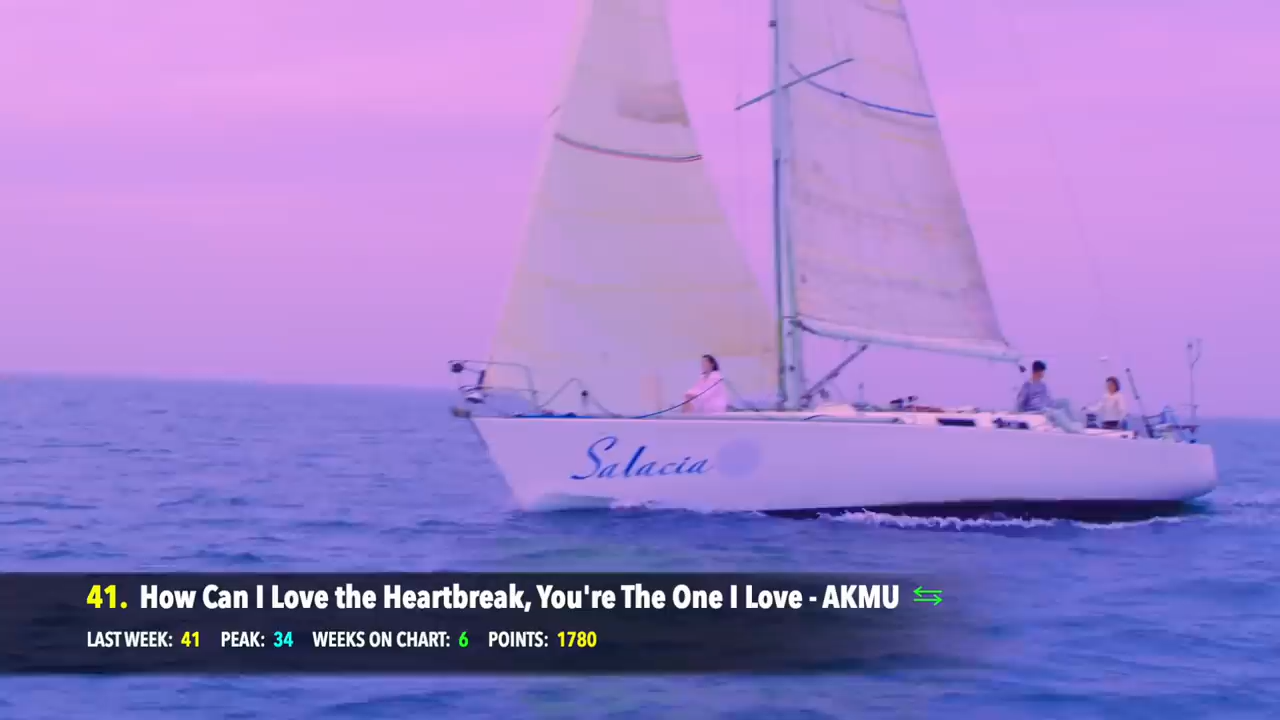 Salacia
41. How Can I Love the Heartbreak, You're The One I Love - AKMU
LAST WEEK: 41 PEAK: 34 WEEKS ON CHART: 6 POINTS: 1780